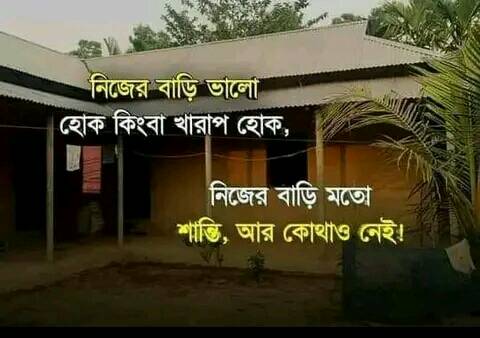 নিজের বাড়ি ভালো
হোক কিংবা খারাপ হোক,
নিজের বাড়ি মতো
শান্তি, আর কোথাও নেই!